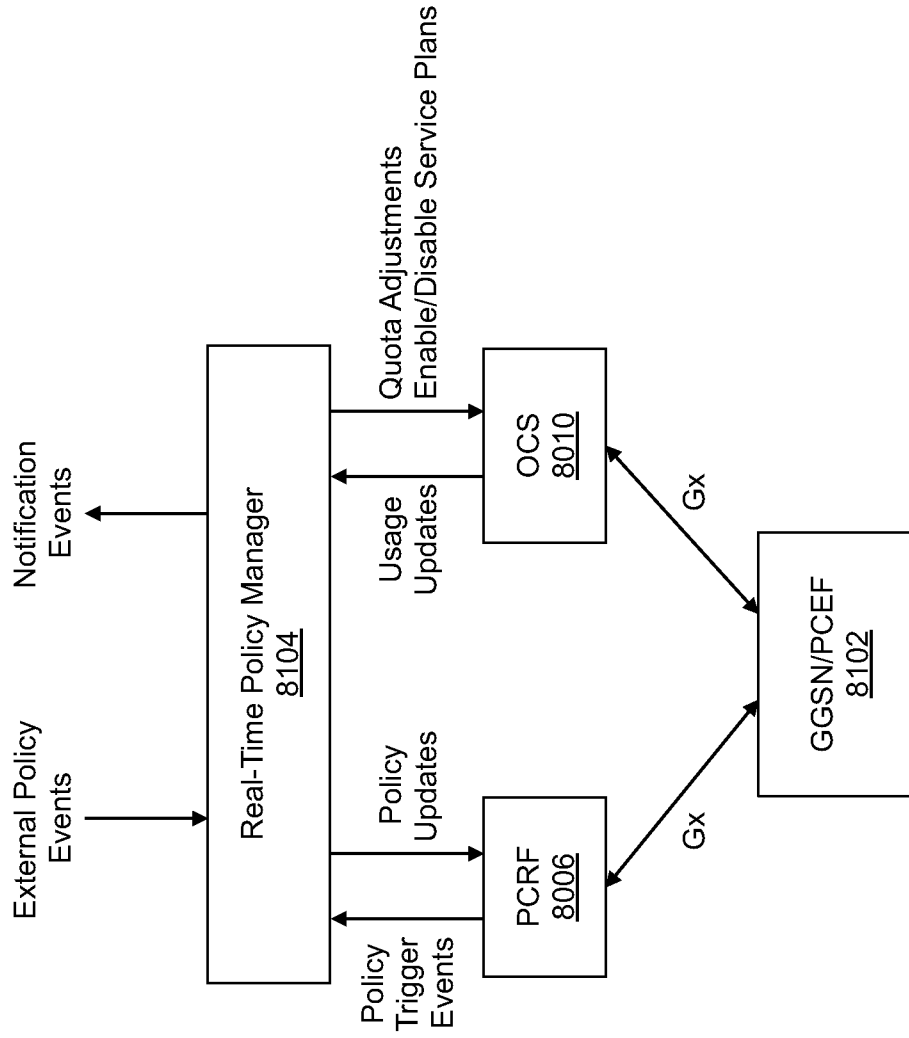 External Policy
Events
Notification
Events
Real-Time Policy Manager
8104
Policy
Trigger
Events
Policy
Updates
Usage
Updates
Quota Adjustments
Enable/Disable Service Plans
PCRF
8006
OCS
8010
Gx
Gx
GGSN/PCEF
8102